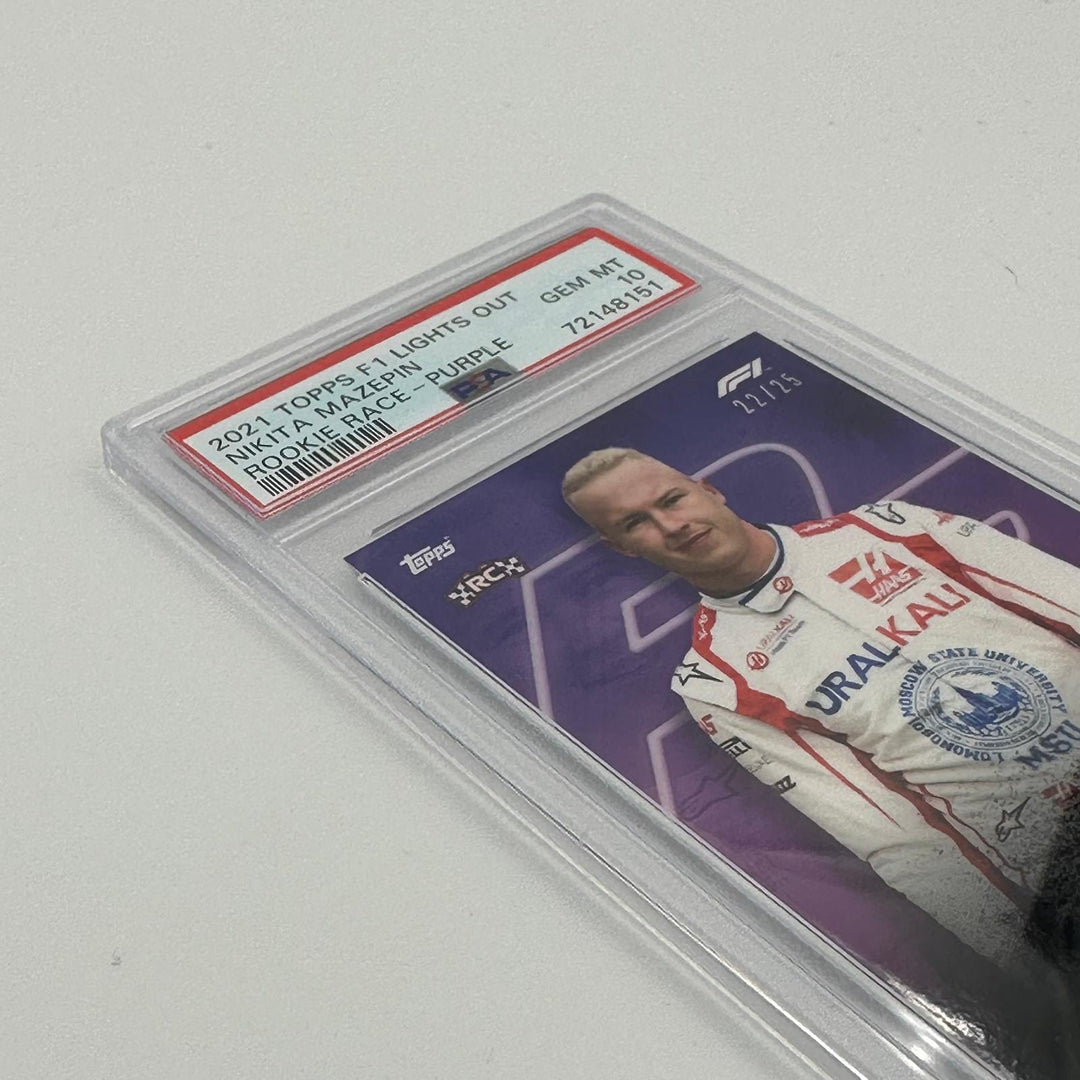 2021 TOPPS F1 LIGHTS OUT
NIKITA MAZEPIN
ROOKIE RACE - PURPLE
GEM MT
10
72148151
PSA
F1
22/25
topps
RC
HAAS
URALKALI
URALKALI
MOSCOW STATE UNIVERSITY
LOMONOSOV
MSU